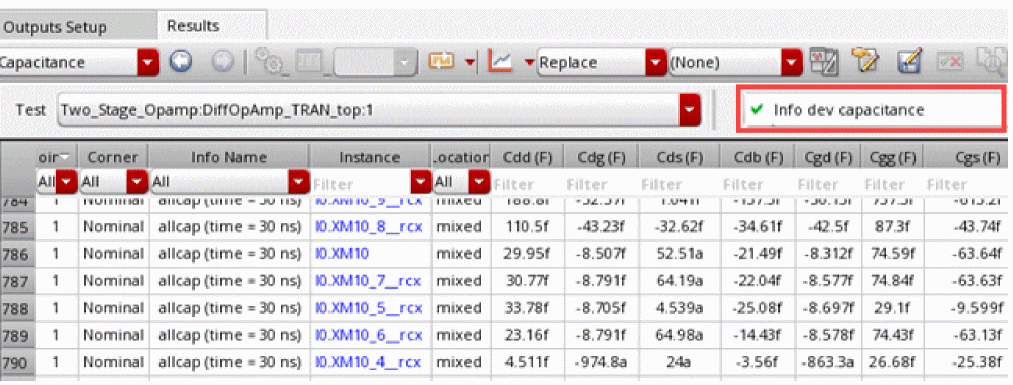 Outputs Setup Results
Capacitance Replace (None)
Test Two_Stage_Opamp:DiffOpAmp_TRAN_top:1 Info dev capacitance
oir Corner Info Name Instance .ocation Cdd (F) Cdg (F) Cds (F) Cdb (F) Cgd (F) Cgg (F) Cgs (F)
All All All Filter All Filter Filter Filter Filter Filter Filter Filter
784 1 Nominal allcap (time = 30 ns) I0.XM10_9__rcx mixed
785 1 Nominal allcap (time = 30 ns) I0.XM10_8__rcx mixed 110.5f -43.23f -32.62f -34.61f -42.5f 87.3f -43.74f
786 1 Nominal allcap (time = 30 ns) I0.XM10 mixed 29.95f -8.507f 52.51a -21.49f -8.312f 74.59f -63.64f
787 1 Nominal allcap (time = 30 ns) I0.XM10_7__rcx mixed 30.77f -8.791f 64.19a -22.04f -8.577f 74.84f -63.63f
788 1 Nominal allcap (time = 30 ns) I0.XM10_5__rcx mixed 33.78f -8.705f 4.539a -25.08f -8.697f 29.1f -9.599f
789 1 Nominal allcap (time = 30 ns) I0.XM10_6__rcx mixed 23.16f -8.791f 64.98a -14.43f -8.578f 74.43f -63.13f
790 1 Nominal allcap (time = 30 ns) I0.XM10_4__rcx mixed 4.511f -974.8a 24a -3.56f -863.3a 26.68f -25.38f